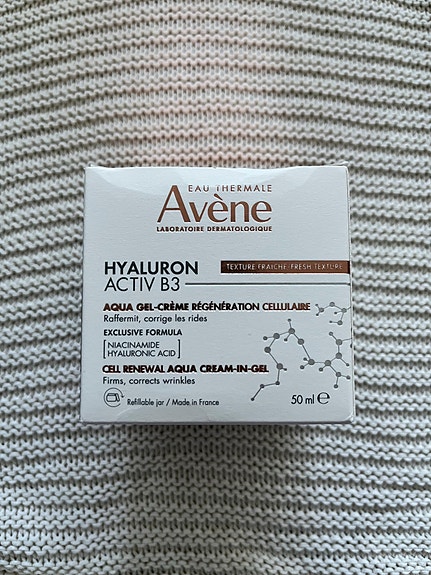 EAU THERMALE
Avène
LABORATOIRE DERMATOLOGIQUE
HYALURON
ACTIV B3
TEXTURE FRAÎCHE/FRESH TEXTURE
AQUA GEL-CRÈME RÉGÉNÉRATION CELLULAIRE
Raffermit, corrige les rides
EXCLUSIVE FORMULA
NIACINAMIDE
HYALURONIC ACID
CELL RENEWAL AQUA CREAM-IN-GEL
Firms, corrects wrinkles
Refillable jar / Made in France
50 ml ℮